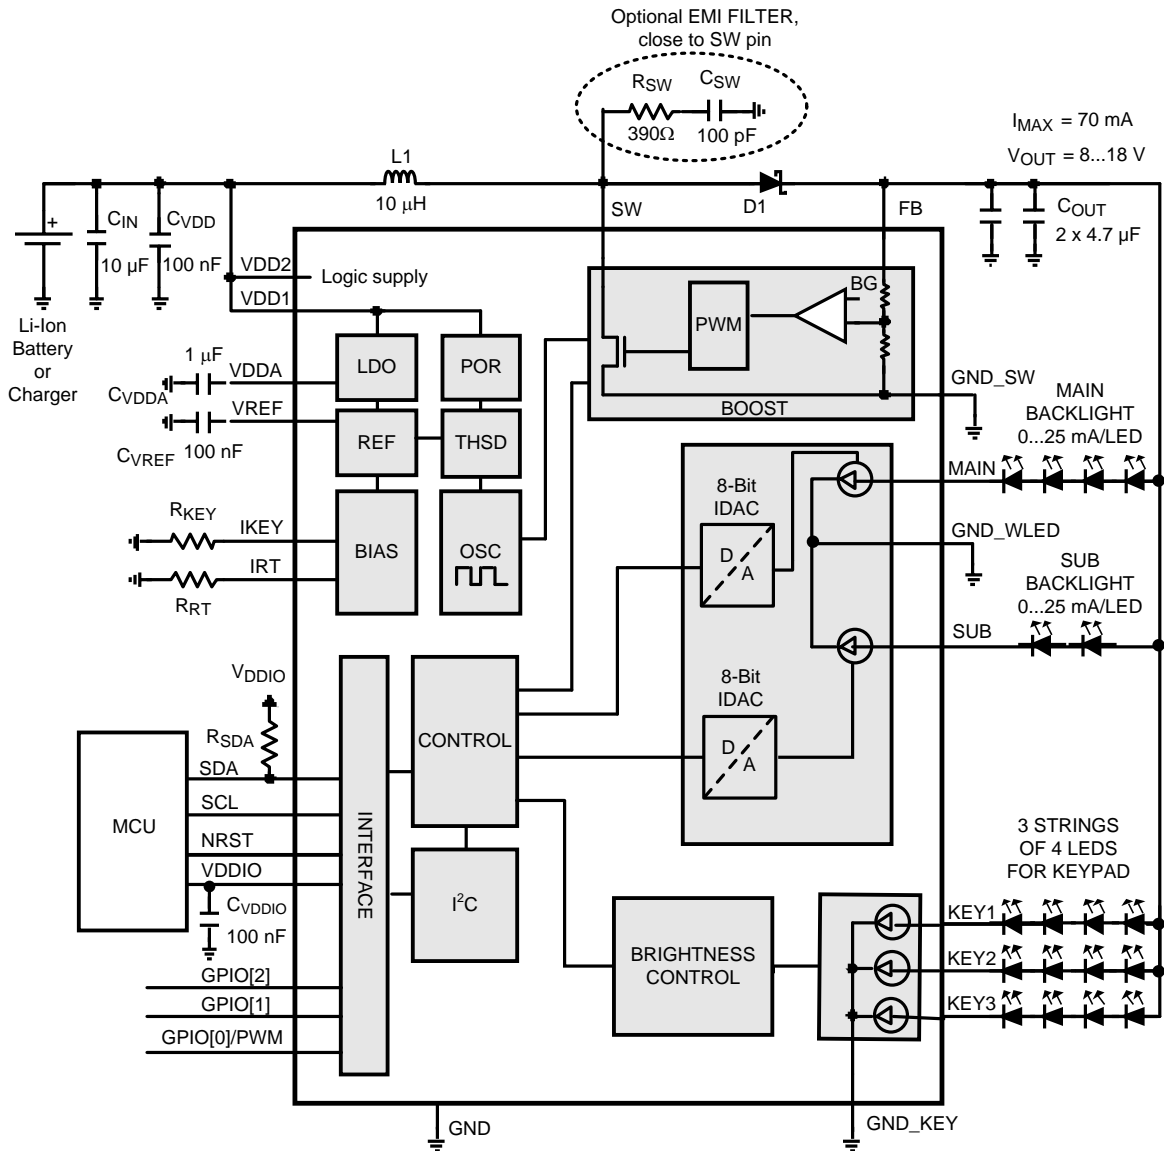 Optional EMI FILTER,
close to SW pin
RSW
CSW
390Ω
100 pF
IMAX = 70 mA
VOUT = 8...18 V
L1
10 µH
SW
D1
FB
COUT
2 x 4.7 µF
+
CIN
10 µF
CVDD
100 nF
Li-Ion
Battery
or
Charger
VDD2
Logic supply
VDD1
BG
PWM
BOOST
GND_SW
1 µF
VDDA
CVDDA
VREF
CVREF
100 nF
LDO
POR
REF
THSD
RKEY
IKEY
IRT
RRT
BIAS
OSC
MAIN
BACKLIGHT
0...25 mA/LED
MAIN
8-Bit
IDAC
D
A
GND_WLED
SUB
BACKLIGHT
0...25 mA/LED
SUB
8-Bit
IDAC
D
A
VDDIO
RSDA
MCU
SDA
SCL
NRST
VDDIO
CVDDIO
100 nF
GPIO[2]
GPIO[1]
GPIO[0]/PWM
INTERFACE
CONTROL
I²C
BRIGHTNESS
CONTROL
3 STRINGS
OF 4 LEDS
FOR KEYPAD
KEY1
KEY2
KEY3
GND
GND_KEY